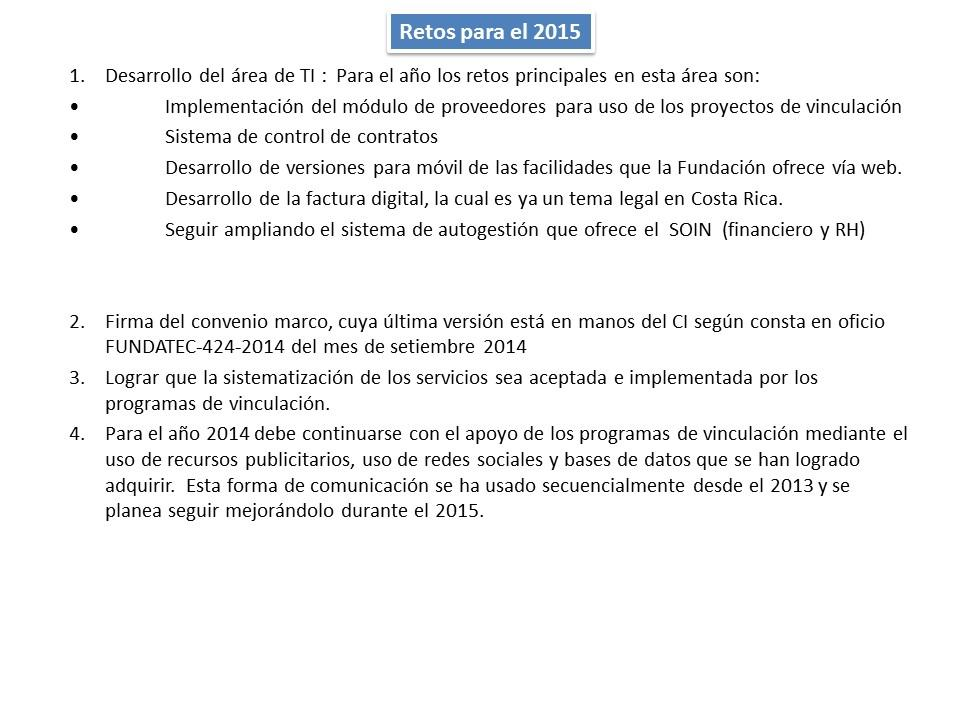 Retos para el 2015
1. Desarrollo del área de TI : Para el año los retos principales en esta área son:
• Implementación del módulo de proveedores para uso de los proyectos de vinculación
• Sistema de control de contratos
• Desarrollo de versiones para móvil de las facilidades que la Fundación ofrece vía web.
• Desarrollo de la factura digital, la cual es ya un tema legal en Costa Rica.
• Seguir ampliando el sistema de autogestión que ofrece el SOIN (financiero y RH)
2. Firma del convenio marco, cuya última versión está en manos del CI según consta en oficio
FUNDATEC-424-2014 del mes de setiembre 2014
3. Lograr que la sistematización de los servicios sea aceptada e implementada por los
programas de vinculación.
4. Para el año 2014 debe continuarse con el apoyo de los programas de vinculación mediante el
uso de recursos publicitarios, uso de redes sociales y bases de datos que se han logrado
adquirir. Esta forma de comunicación se ha usado secuencialmente desde el 2013 y se
planea seguir mejorándolo durante el 2015.